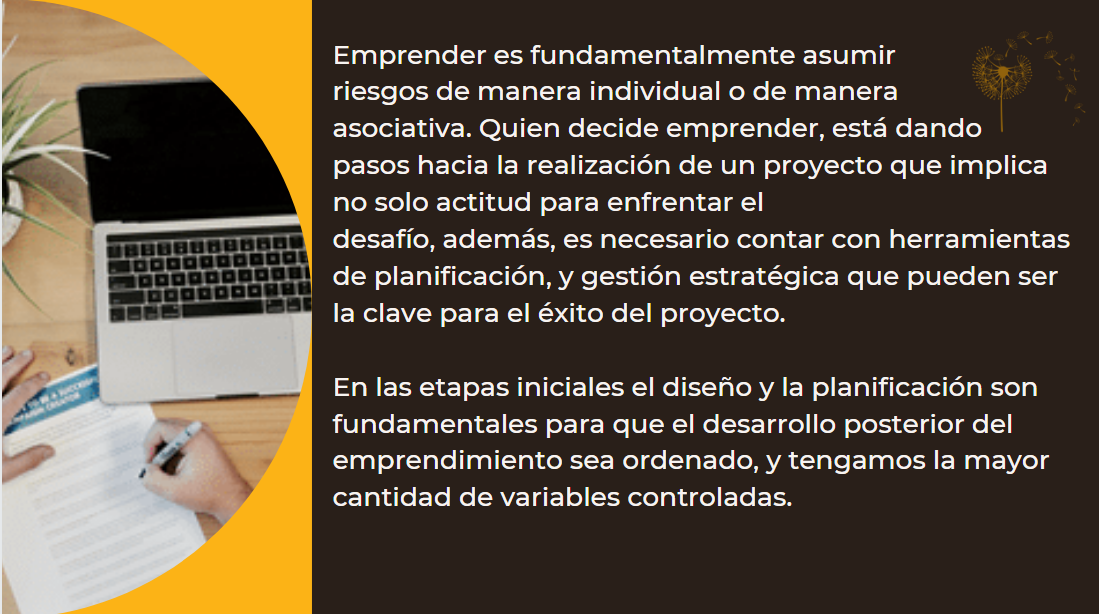 Emprender es fundamentalmente asumir
riesgos de manera individual o de manera
asociativa. Quien decide emprender, está dando
pasos hacia la realización de un proyecto que implica
no solo actitud para enfrentar el
desafío, además, es necesario contar con herramientas
de planificación, y gestión estratégica que pueden ser
la clave para el éxito del proyecto.
En las etapas iniciales el diseño y la planificación son
fundamentales para que el desarrollo posterior del
emprendimiento sea ordenado, y tengamos la mayor
cantidad de variables controladas.
TO BE A SUCCESSFUL
CREATOR